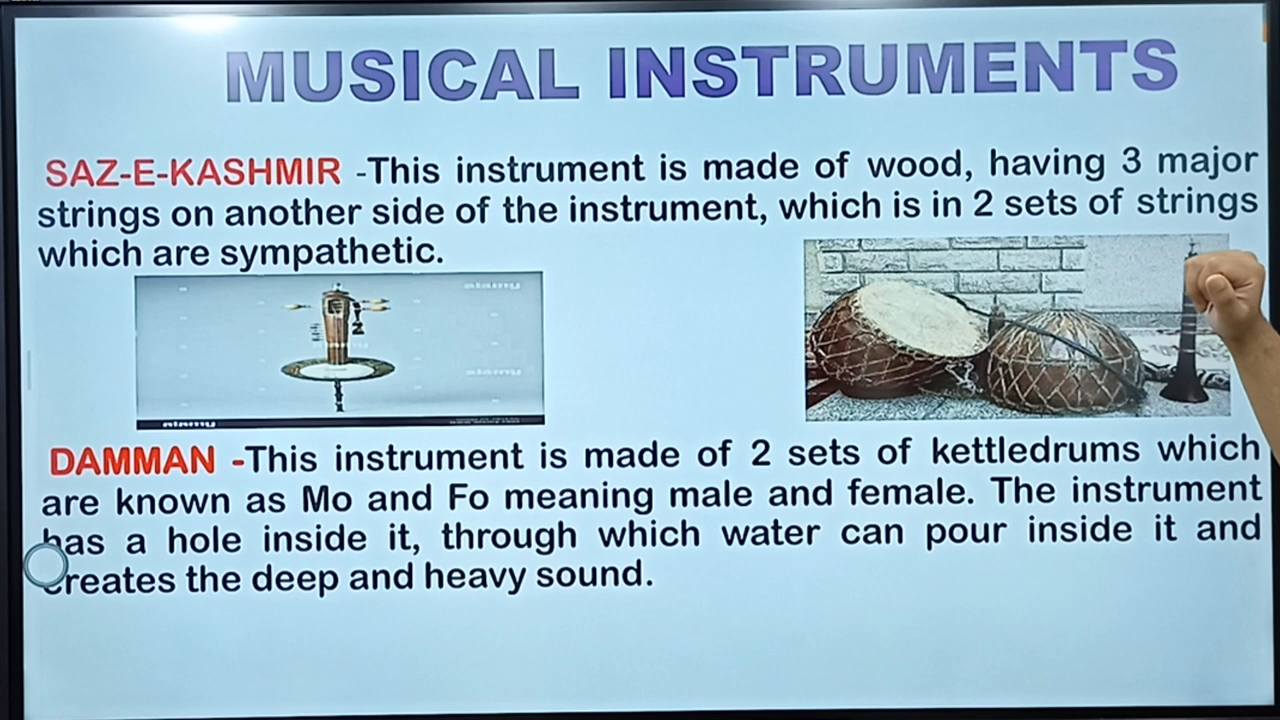 MUSICAL INSTRUMENTS
SAZ-E-KASHMIR -This instrument is made of wood, having 3 major
strings on another side of the instrument, which is in 2 sets of strings
which are sympathetic.
alamy
alamy
alamy
DAMMAN -This instrument is made of 2 sets of kettledrums which
are known as Mo and Fo meaning male and female. The instrument
has a hole inside it, through which water can pour inside it and
creates the deep and heavy sound.